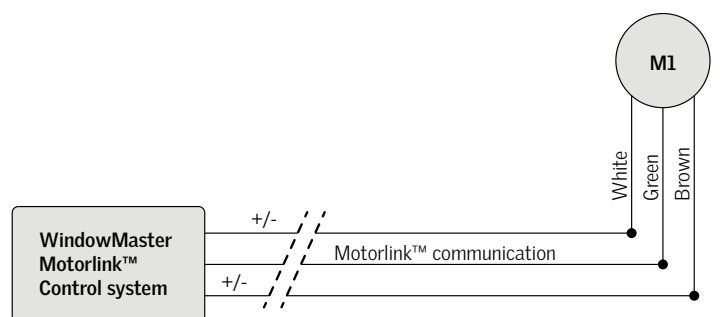 M1
White
Green
Brown
+/-
WindowMaster
Motorlink™
Control system
Motorlink™ communication
+/-